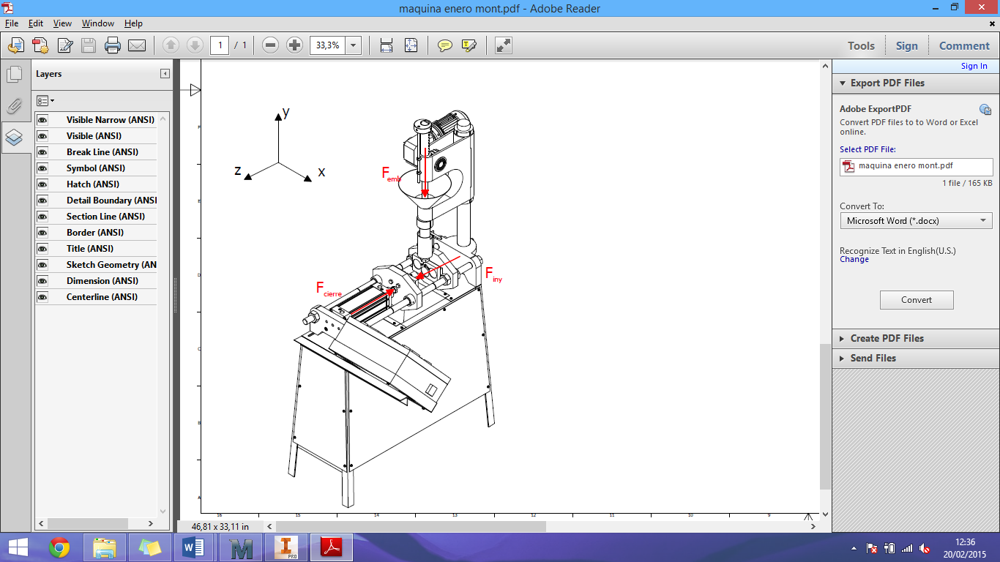 maquina enero mont.pdf - Adobe Reader
File Edit View Window Help
1 / 1 33,3% Tools Sign Comment
Sign In
Layers
Visible Narrow (ANSI)
Visible (ANSI)
Break Line (ANSI)
Symbol (ANSI)
Hatch (ANSI)
Detail Boundary (ANSI
Section Line (ANSI)
Border (ANSI)
Title (ANSI)
Sketch Geometry (AN
Dimension (ANSI)
Centerline (ANSI)
y
z x
F emb
F iny
F cierre
F
E
D
C
B
A
16 15 14 13 12 11 10 9
46,81 x 33,11 in
Export PDF Files
Adobe ExportPDF
Convert PDF files to to Word or Excel
online.
Select PDF File:
maquina enero mont.pdf
1 file / 165 KB
Convert To:
Microsoft Word (*.docx)
Recognize Text in English(U.S.)
Change
Convert
Create PDF Files
Send Files
PRO
12:36
20/02/2015